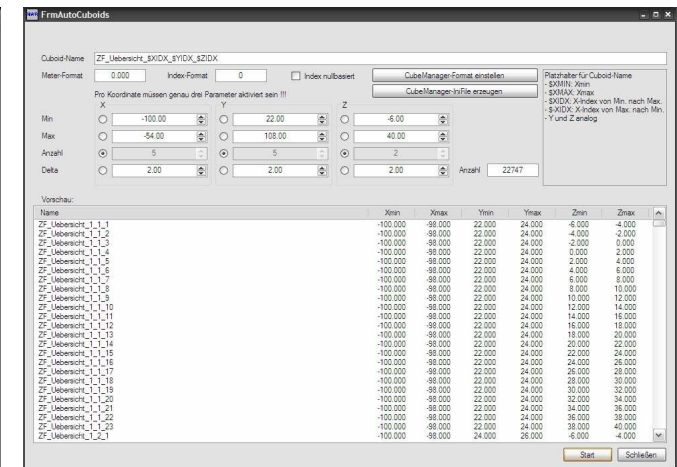 FrmAutoCuboids
Cuboid-Name ZF_Uebersicht_$XIDX_$YIDX_$ZIDX
Meter-Format 0.000 Index-Format 0 Index nullbasiert CubeManager-Format einstellen
CubeManager-IniFile erzeugen
Platzhalter für Cuboid-Name
- $XMIN: Xmin
- $XMAX: Xmax
- $XIDX: X-Index von Min. nach Max.
- $-XIDX: X-Index von Max. nach Min.
- Y und Z analog
Pro Koordinate müssen genau drei Parameter aktiviert sein !!!
X Y Z
Min -100.00 22.00 -6.00
Max -54.00 108.00 40.00
Anzahl 5 5 2
Delta 2.00 2.00 2.00 Anzahl 22747
Vorschau:
Name Xmin Xmax Ymin Ymax Zmin Zmax
ZF_Uebersicht_1_1_1 -100.000 -98.000 22.000 24.000 -6.000 -4.000
ZF_Uebersicht_1_1_2 -100.000 -98.000 22.000 24.000 -4.000 -2.000
ZF_Uebersicht_1_1_3 -100.000 -98.000 22.000 24.000 -2.000 0.000
ZF_Uebersicht_1_1_4 -100.000 -98.000 22.000 24.000 0.000 2.000
ZF_Uebersicht_1_1_5 -100.000 -98.000 22.000 24.000 2.000 4.000
ZF_Uebersicht_1_1_6 -100.000 -98.000 22.000 24.000 4.000 6.000
ZF_Uebersicht_1_1_7 -100.000 -98.000 22.000 24.000 6.000 8.000
ZF_Uebersicht_1_1_8 -100.000 -98.000 22.000 24.000 8.000 10.000
ZF_Uebersicht_1_1_9 -100.000 -98.000 22.000 24.000 10.000 12.000
ZF_Uebersicht_1_1_10 -100.000 -98.000 22.000 24.000 12.000 14.000
ZF_Uebersicht_1_1_11 -100.000 -98.000 22.000 24.000 14.000 16.000
ZF_Uebersicht_1_1_12 -100.000 -98.000 22.000 24.000 16.000 18.000
ZF_Uebersicht_1_1_13 -100.000 -98.000 22.000 24.000 18.000 20.000
ZF_Uebersicht_1_1_14 -100.000 -98.000 22.000 24.000 20.000 22.000
ZF_Uebersicht_1_1_15 -100.000 -98.000 22.000 24.000 22.000 24.000
ZF_Uebersicht_1_1_16 -100.000 -98.000 22.000 24.000 24.000 26.000
ZF_Uebersicht_1_1_17 -100.000 -98.000 22.000 24.000 26.000 28.000
ZF_Uebersicht_1_1_18 -100.000 -98.000 22.000 24.000 28.000 30.000
ZF_Uebersicht_1_1_19 -100.000 -98.000 22.000 24.000 30.000 32.000
ZF_Uebersicht_1_1_20 -100.000 -98.000 22.000 24.000 32.000 34.000
ZF_Uebersicht_1_1_21 -100.000 -98.000 22.000 24.000 34.000 36.000
ZF_Uebersicht_1_1_22 -100.000 -98.000 22.000 24.000 36.000 38.000
ZF_Uebersicht_1_1_23 -100.000 -98.000 22.000 24.000 38.000 40.000
ZF_Uebersicht_1_2_1 -100.000 -98.000 24.000 26.000 -6.000 -4.000
Start Schließen